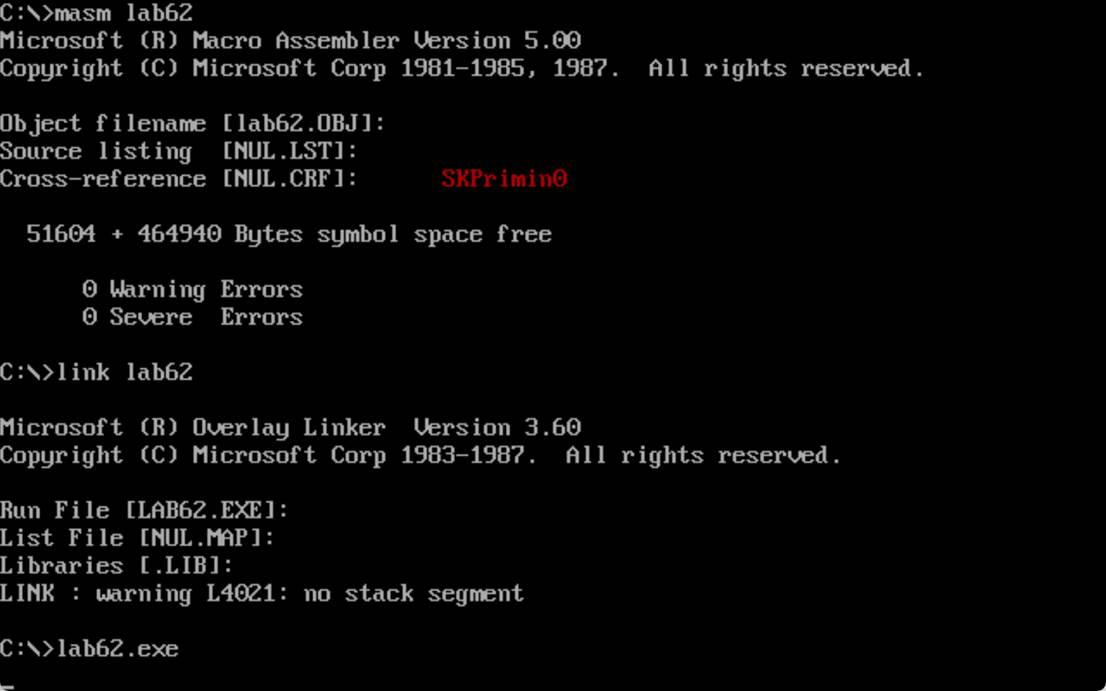 C:\>masm lab62
Microsoft (R) Macro Assembler Version 5.00
Copyright (C) Microsoft Corp 1981-1985, 1987.  All rights reserved.
Object filename [lab62.OBJ]:
Source listing  [NUL.LST]:
Cross-reference [NUL.CRF]:      SKPrimin0
51604 + 464940 Bytes symbol space free
0 Warning Errors
0 Severe  Errors
C:\>link lab62
Microsoft (R) Overlay Linker  Version 3.60
Copyright (C) Microsoft Corp 1983-1987.  All rights reserved.
Run File [LAB62.EXE]:
List File [NUL.MAP]:
Libraries [.LIB]:
LINK : warning L4021: no stack segment
C:\>lab62.exe